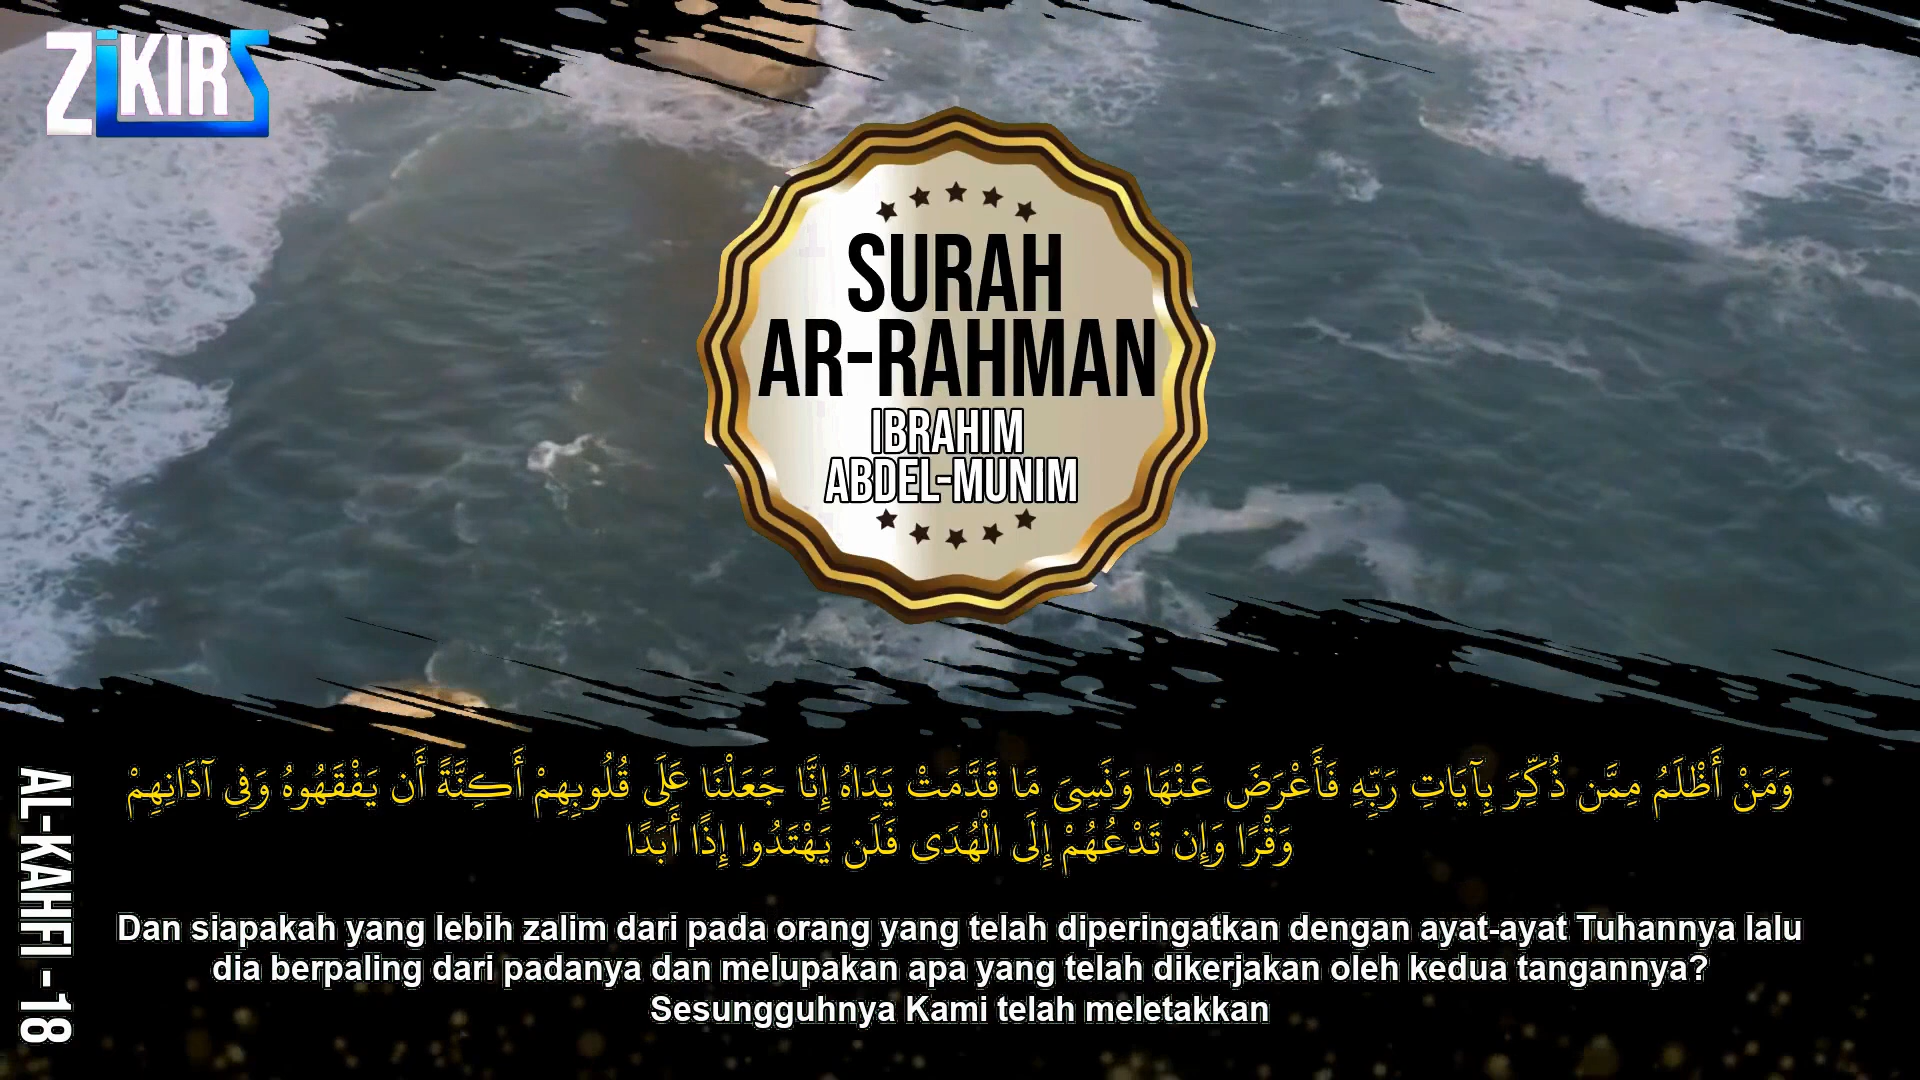 ZIKIRS
SURAH
AR-RAHMAN
IBRAHIM
ABDEL-MUNIM
وَمَنْ أَظْلَمُ مِمَّن ذُكِّرَ بِآيَاتِ رَبِّهِ فَأَعْرَضَ عَنْهَا وَنَسِيَ مَا قَدَّمَتْ يَدَاهُ إِنَّا جَعَلْنَا عَلَى قُلُوبِهِمْ أَكِنَّةً أَن يَفْقَهُوهُ وَفِي آذَانِهِمْ
وَقْرًا وَإِن تَدْعُهُمْ إِلَى الْهُدَى فَلَن يَهْتَدُوا إِذًا أَبَدًا
Dan siapakah yang lebih zalim dari pada orang yang telah diperingatkan dengan ayat-ayat Tuhannya lalu
dia berpaling dari padanya dan melupakan apa yang telah dikerjakan oleh kedua tangannya?
Sesungguhnya Kami telah meletakkan
AL-KAHFI - 18